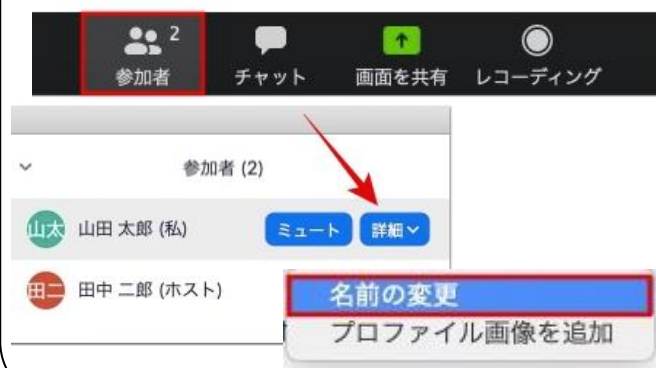 2
参加者 チャット 画面を共有 レコーディング
参加者 (2)
山太 山田 太郎 (私) ミュート 詳細
田二 田中 二郎 (ホスト)
名前の変更
プロファイル画像を追加